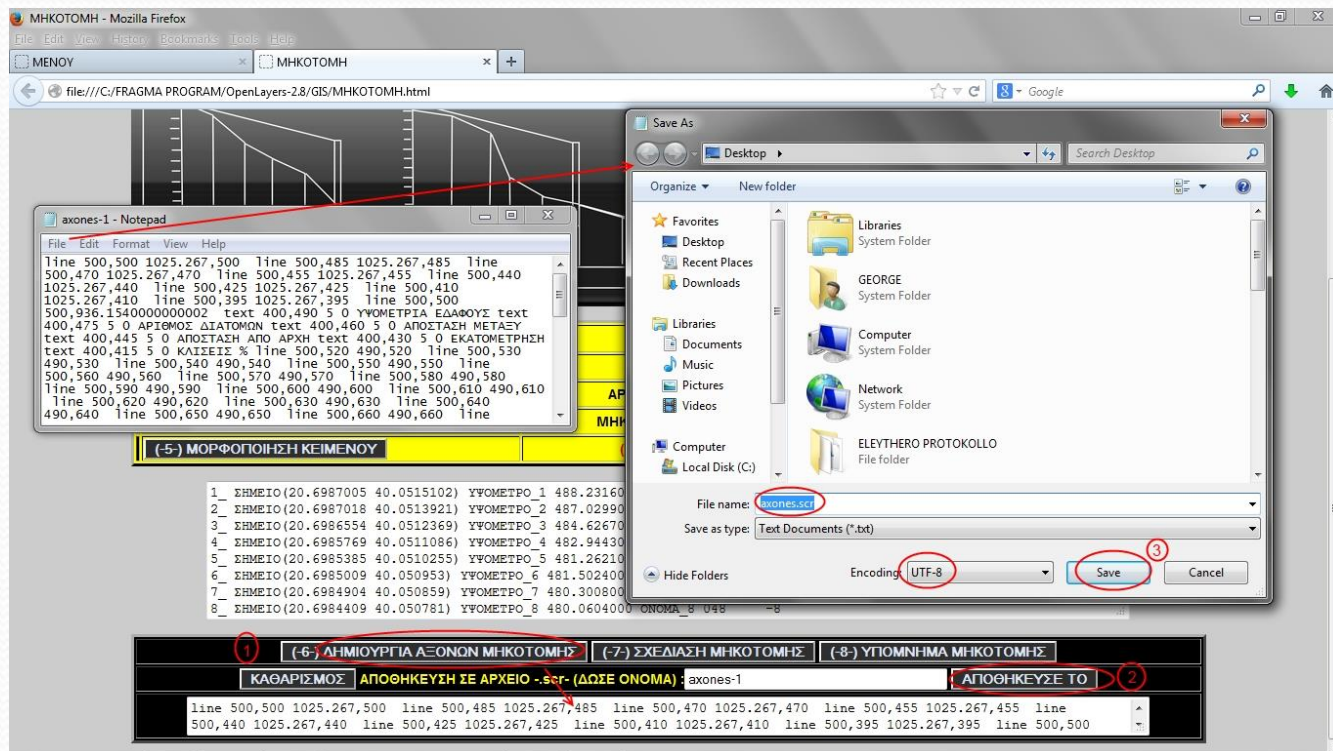 ΜΗΚΟΤΟΜΗ - Mozilla Firefox
File Edit View History Bookmarks Tools Help
ΜΕΝΟΥ
ΜΗΚΟΤΟΜΗ
file:///C:/FRAGMA PROGRAM/OpenLayers-2.8/GIS/MHKOTOMH.html
Google
axones-1 - Notepad
File Edit Format View Help
line 500,500 1025.267,500 line 500,485 1025.267,485 line
500,470 1025.267,470 line 500,455 1025.267,455 line 500,440
1025.267,440 line 500,425 1025.267,425 line 500,410
1025.267,410 line 500,395 1025.267,395 line 500,500
500,936.1540000000002 text 400,490 5 0 ΥΨΟΜΕΤΡΙΑ ΕΔΑΦΟΥΣ text
400,475 5 0 ΑΡΙΘΜΟΣ ΔΙΑΤΟΜΩΝ text 400,460 5 0 ΑΠΟΣΤΑΣΗ ΜΕΤΑΞΥ
text 400,445 5 0 ΑΠΟΣΤΑΣΗ ΑΠΟ ΑΡΧΗ text 400,430 5 0 ΕΚΑΤΟΜΕΤΡΗΣΗ
text 400,415 5 0 ΚΛΙΣΕΙΣ % line 500,520 490,520 line 500,530
490,530 line 500,540 490,540 line 500,550 490,550 line
500,560 490,560 line 500,570 490,570 line 500,580 490,580
line 500,590 490,590 line 500,600 490,600 line 500,610 490,610
line 500,620 490,620 line 500,630 490,630 line 500,640
490,640 line 500,650 490,650 line 500,660 490,660 line
Save As
Desktop
Search Desktop
Organize New folder
Favorites
Desktop
Recent Places
Downloads
Libraries
Documents
Music
Pictures
Videos
Computer
Local Disk (C:)
Libraries
System Folder
GEORGE
System Folder
Computer
System Folder
Network
System Folder
ELEYTHERO PROTOKOLLO
File folder
File name: axones.scr
Save as type: Text Documents (*.txt)
Hide Folders
Encoding: UTF-8
Save
Cancel
3
ΑΡ
ΜΗΚ
(-5-) ΜΟΡΦΟΠΟΙΗΣΗ ΚΕΙΜΕΝΟΥ
1_ ΣΗΜΕΙΟ(20.6987005 40.0515102) ΥΨΟΜΕΤΡΟ_1 488.23160
2_ ΣΗΜΕΙΟ(20.6987018 40.0513921) ΥΨΟΜΕΤΡΟ_2 487.02990
3_ ΣΗΜΕΙΟ(20.6986554 40.0512369) ΥΨΟΜΕΤΡΟ_3 484.62670
4_ ΣΗΜΕΙΟ(20.6985769 40.0511086) ΥΨΟΜΕΤΡΟ_4 482.94430
5_ ΣΗΜΕΙΟ(20.6985385 40.0510255) ΥΨΟΜΕΤΡΟ_5 481.26210
6_ ΣΗΜΕΙΟ(20.6985009 40.050953) ΥΨΟΜΕΤΡΟ_6 481.502400
7_ ΣΗΜΕΙΟ(20.6984904 40.050859) ΥΨΟΜΕΤΡΟ_7 480.300800
8_ ΣΗΜΕΙΟ(20.6984409 40.050781) ΥΨΟΜΕΤΡΟ_8 480.0604000 ΟΝΟΜΑ_8 048 -8
1 (-6-) ΔΗΜΙΟΥΡΓΙΑ ΑΞΟΝΩΝ ΜΗΚΟΤΟΜΗΣ (-7-) ΣΧΕΔΙΑΣΗ ΜΗΚΟΤΟΜΗΣ (-8-) ΥΠΟΜΝΗΜΑ ΜΗΚΟΤΟΜΗΣ
ΚΑΘΑΡΙΣΜΟΣ ΑΠΟΘΗΚΕΥΣΗ ΣΕ ΑΡΧΕΙΟ -.scr- (ΔΩΣΕ ΟΝΟΜΑ) : axones-1 ΑΠΟΘΗΚΕΥΣΕ ΤΟ 2
line 500,500 1025.267,500 line 500,485 1025.267,485 line 500,470 1025.267,470 line 500,455 1025.267,455 line
500,440 1025.267,440 line 500,425 1025.267,425 line 500,410 1025.267,410 line 500,395 1025.267,395 line 500,500